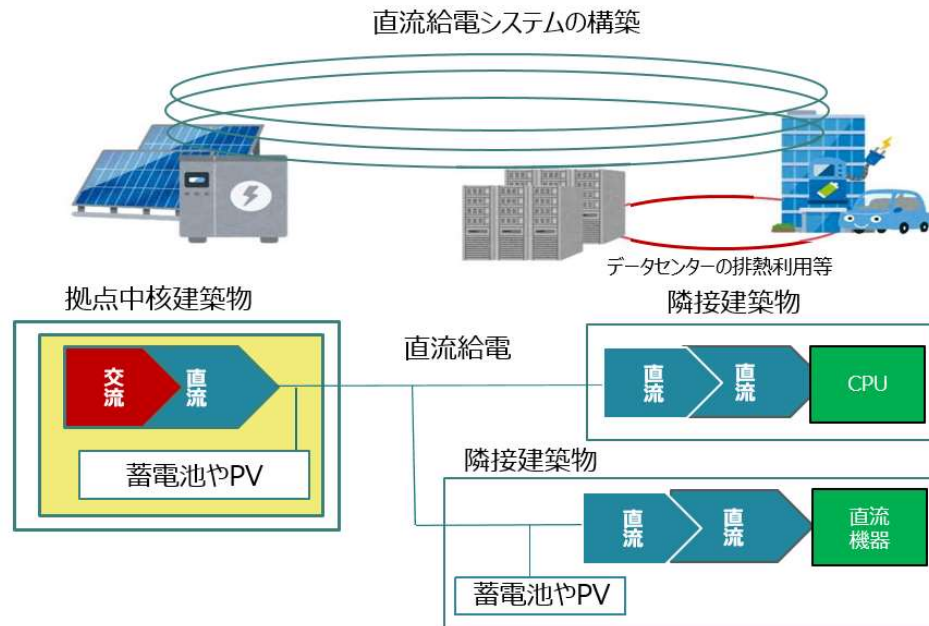 直流給電システムの構築
データセンターの排熱利用等
拠点中核建築物
隣接建築物
直流給電
交流
直流
直流
直流
CPU
蓄電池やPV
隣接建築物
直流
直流
直流
機器
蓄電池やPV